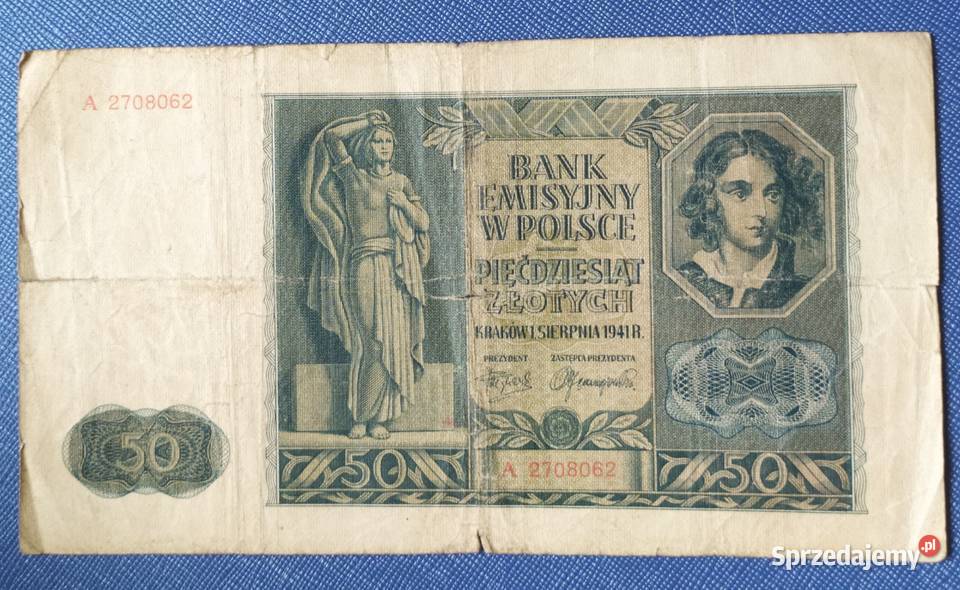 A 2708062
BANK
EMISYJNY
W POLSCE
PIĘĆDZIESIĄT
ZŁOTYCH
KRAKÓW 1 SIERPNIA 1941 R.
PREZYDENT ZASTĘPCA PREZYDENTA
50
50
A 2708062
50
Sprzedajemy.pl